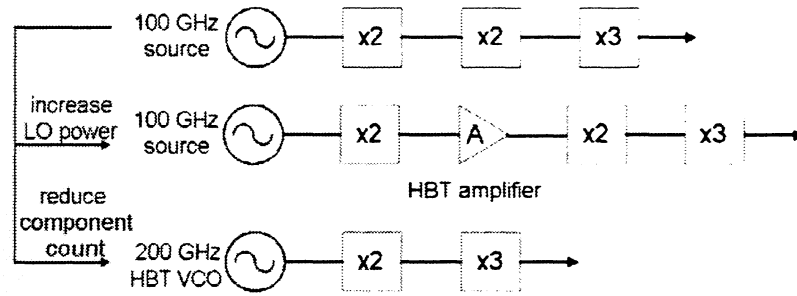 100 GHz
source
x2
x2
x3
increase
LO power
100 GHz
source
x2
A
x2
x3
HBT amplifier
reduce
component
count
200 GHz
HBT VCO
x2
x3